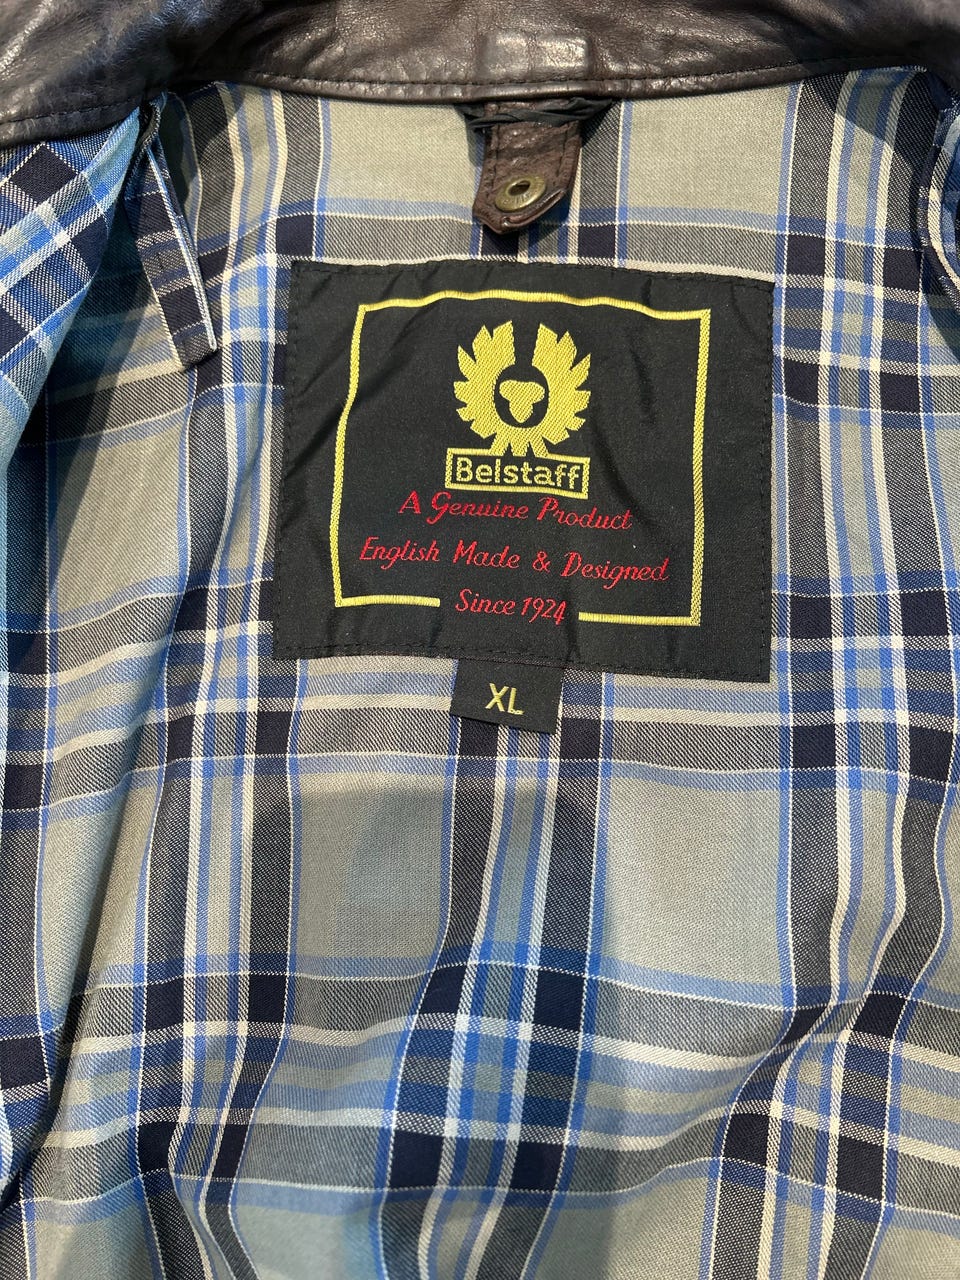 Belstaff
A Genuine Product
English Made & Designed
Since 1924
XL